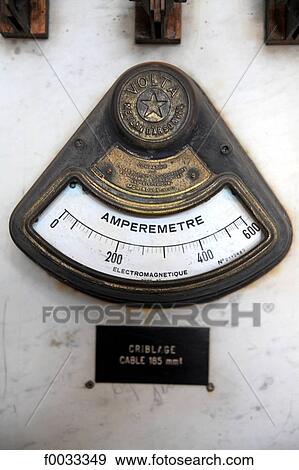 VOLTA
AMPEREMETRE
0 200 400 600
ELECTROMAGNETIQUE
FOTOSEARCH
CRIBLAGE
CABLE 185 mm²
f0033349 www.fotosearch.com